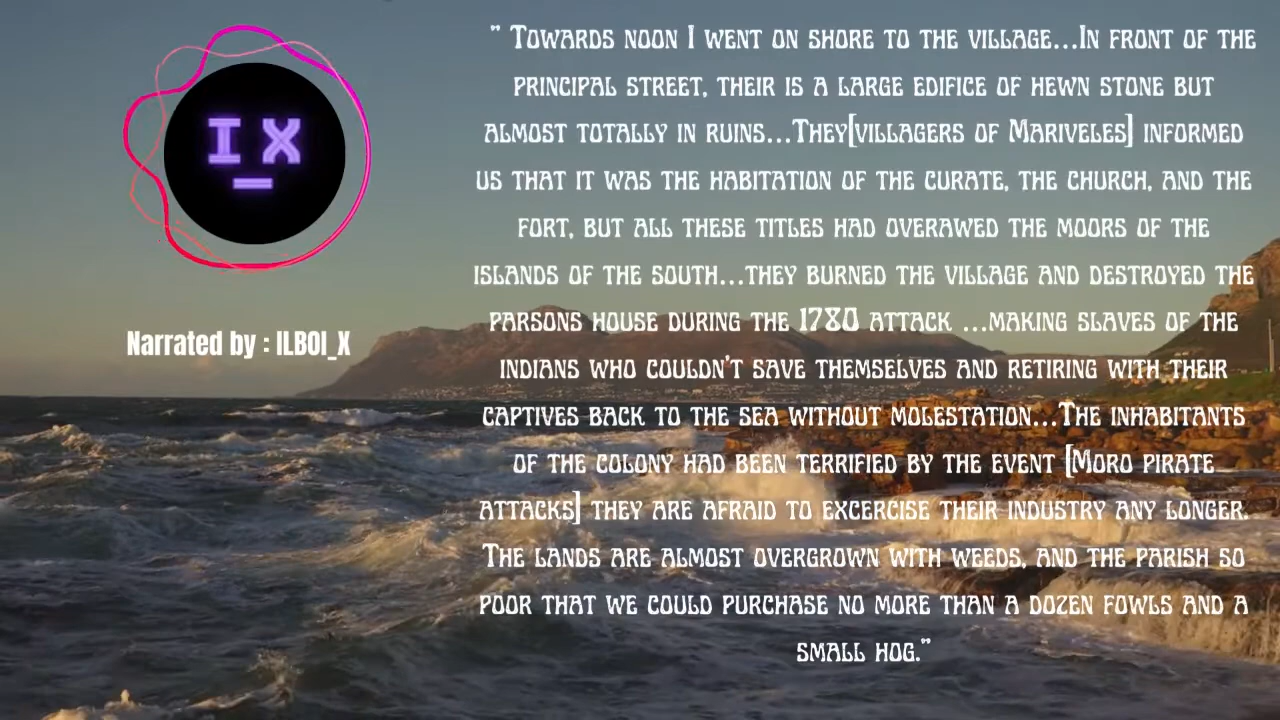 IX
Narrated by : ILBOI_X
" Towards noon I went on shore to the village...In front of the
principal street, their is a large edifice of hewn stone but
almost totally in ruins...They[villagers of Mariveles] informed
us that it was the habitation of the curate, the church, and the
fort, but all these titles had overawed the moors of the
islands of the south...they burned the village and destroyed the
parsons house during the 1780 attack ...making slaves of the
indians who couldn't save themselves and retiring with their
captives back to the sea without molestation...The inhabitants
of the colony had been terrified by the event [Moro pirate
attacks] they are afraid to excercise their industry any longer.
The lands are almost overgrown with weeds, and the parish so
poor that we could purchase no more than a dozen fowls and a
small hog."